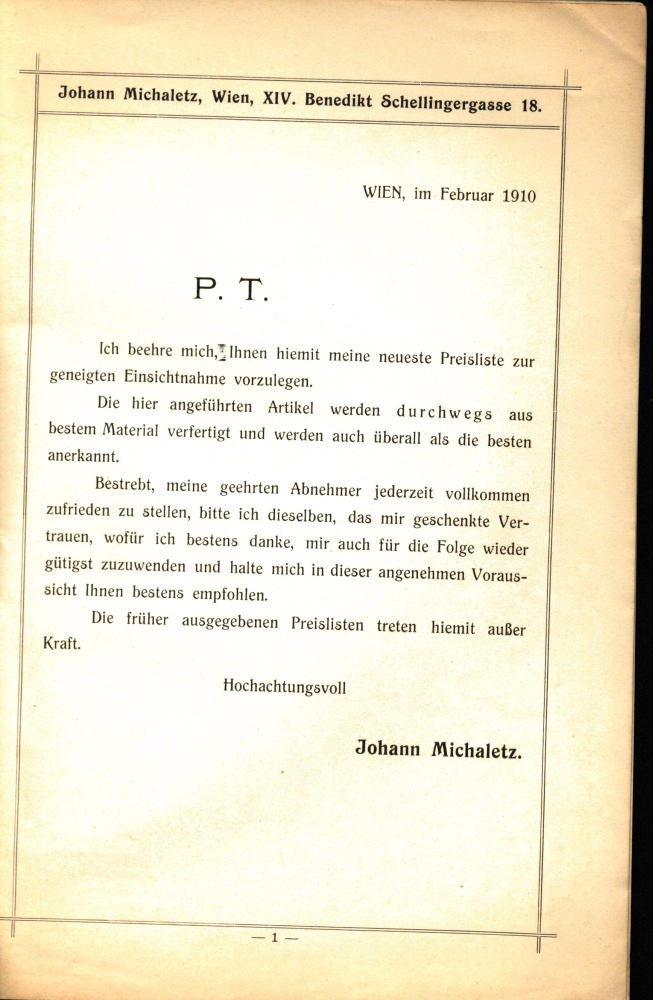 Johann Michaletz, Wien, XIV. Benedikt Schellingergasse 18.
WIEN, im Februar 1910
P. T.
Ich beehre mich, Ihnen hiemit meine neueste Preisliste zur
geneigten Einsichtnahme vorzulegen.
Die hier angeführten Artikel werden durchwegs aus
bestem Material verfertigt und werden auch überall als die besten
anerkannt.
Bestrebt, meine geehrten Abnehmer jederzeit vollkommen
zufrieden zu stellen, bitte ich dieselben, das mir geschenkte Ver-
trauen, wofür ich bestens danke, mir auch für die Folge wieder
gütigst zuzuwenden und halte mich in dieser angenehmen Voraus-
sicht Ihnen bestens empfohlen.
Die früher ausgegebenen Preislisten treten hiemit außer
Kraft.
Hochachtungsvoll
Johann Michaletz.
— 1 —